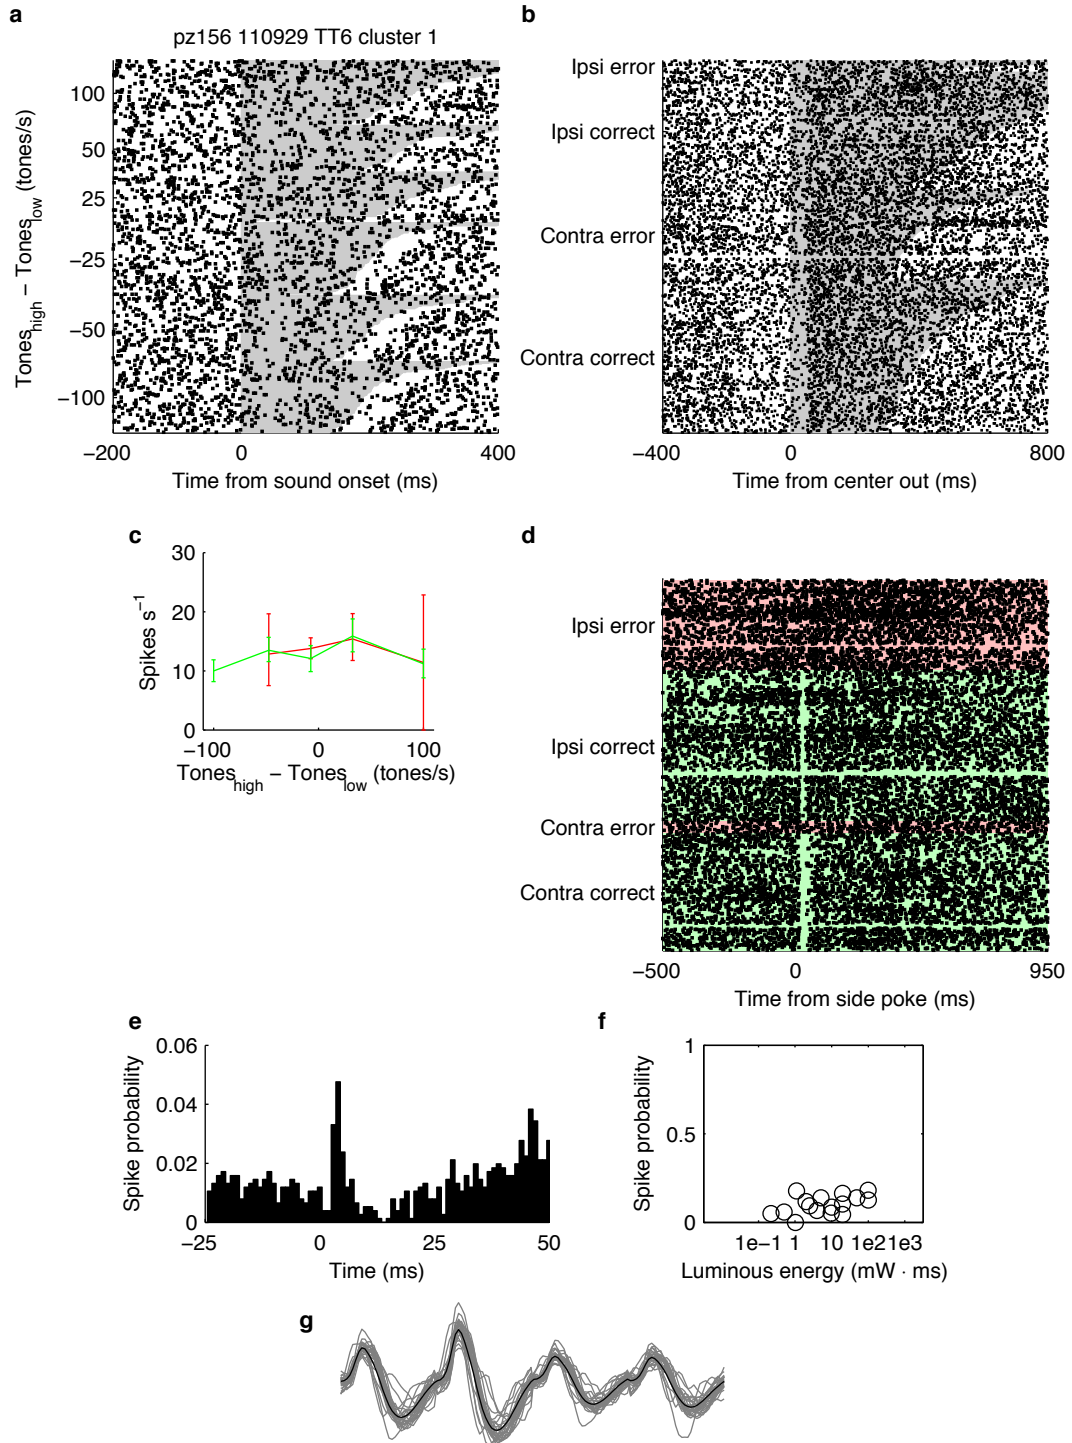 a
pz156 110929 TT6 cluster 1
Tones_high − Tones_low (tones/s)
100
50
25
−25
−50
−100
−200 0 400
Time from sound onset (ms)
b
Ipsi error
Ipsi correct
Contra error
Contra correct
−400 0 800
Time from center out (ms)
c
Spikes s⁻¹
30
20
10
0
−100 0 100
Tones_high − Tones_low (tones/s)
d
Ipsi error
Ipsi correct
Contra error
Contra correct
−500 0 950
Time from side poke (ms)
e
Spike probability
0.06
0.04
0.02
0
−25 0 25 50
Time (ms)
f
Spike probability
1
0.5
0
1e−1 1 10 1e2 1e3
Luminous energy (mW · ms)
g